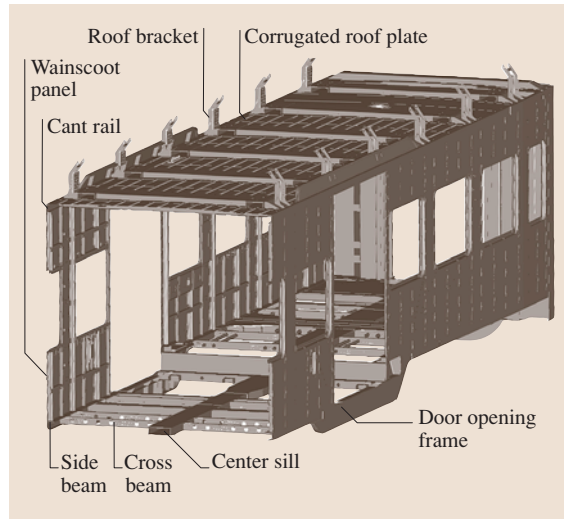 Roof bracket
Corrugated roof plate
Wainscoot
panel
Cant rail
Door opening
frame
Side
beam
Cross
beam
Center sill